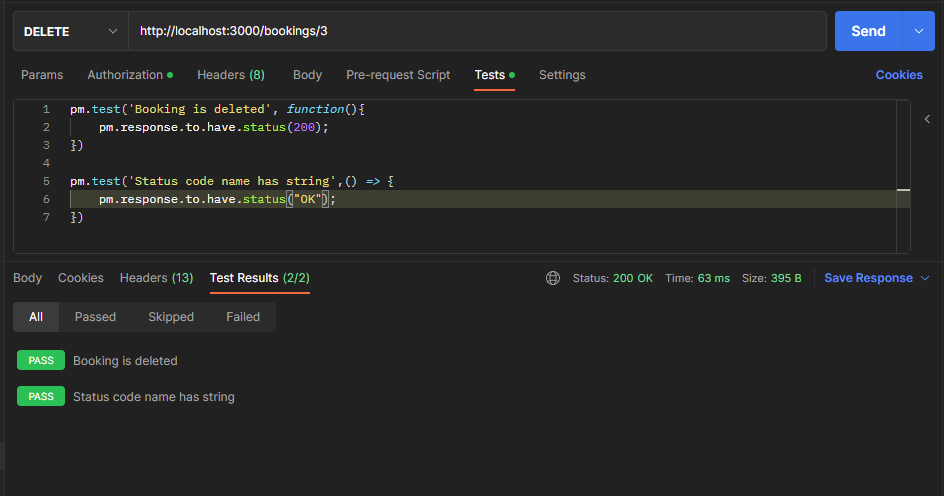 DELETE http://localhost:3000/bookings/3 Send
Params Authorization Headers (8) Body Pre-request Script Tests Settings Cookies
1 pm.test('Booking is deleted', function(){
2 pm.response.to.have.status(200);
3 })
4
5 pm.test('Status code name has string',() => {
6 pm.response.to.have.status("OK");
7 })
Body Cookies Headers (13) Test Results (2/2) Status: 200 OK Time: 63 ms Size: 395 B Save Response
All Passed Skipped Failed
PASS Booking is deleted
PASS Status code name has string